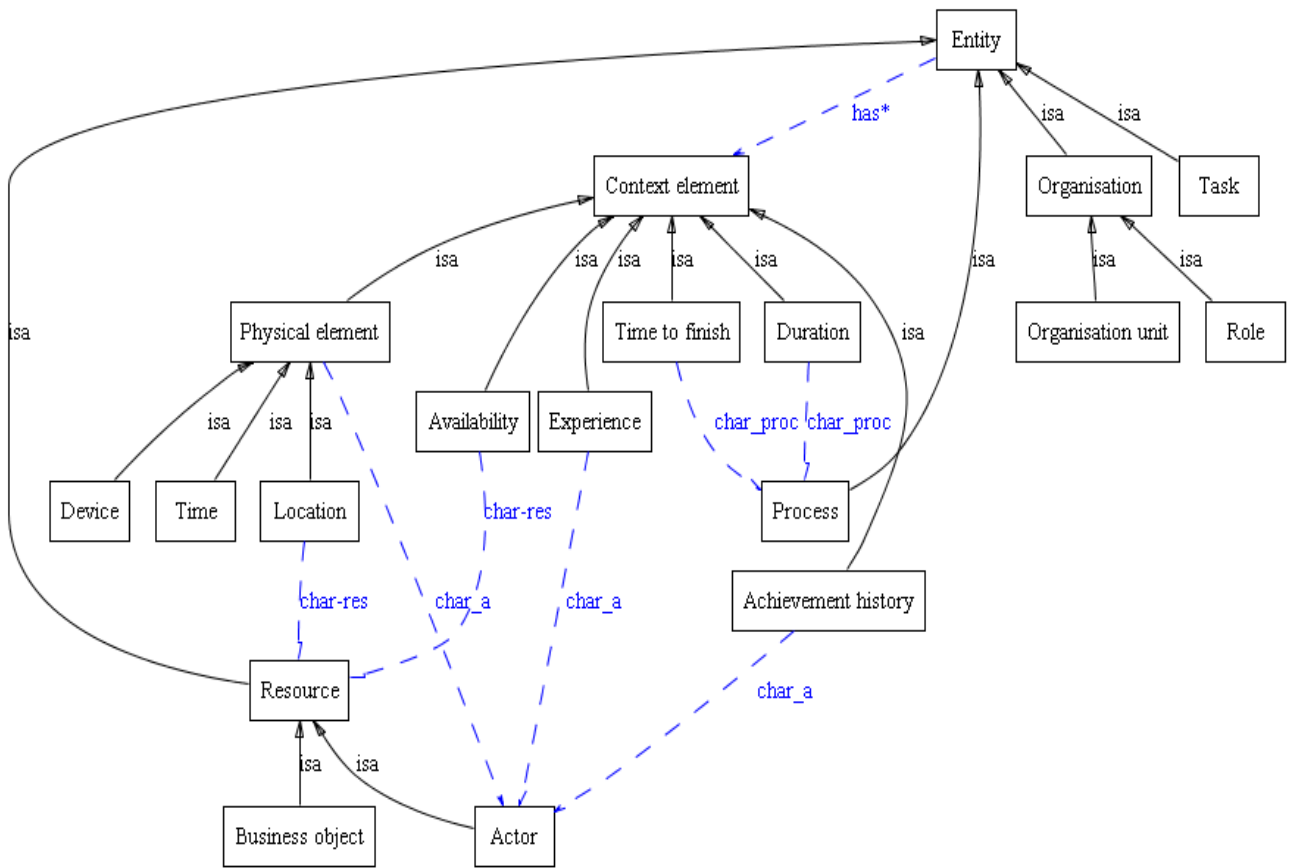 Entity
has*
isa
isa
Context element
Organisation
Task
isa
isa
isa
isa
isa
isa
isa
isa
isa
isa
Physical element
Time to finish
Duration
Organisation unit
Role
isa
isa
isa
isa
Availability
Experience
char_proc
char_proc
Device
Time
Location
char-res
Process
char-res
char_a
char_a
Achievement history
Resource
char_a
isa
isa
Business object
Actor